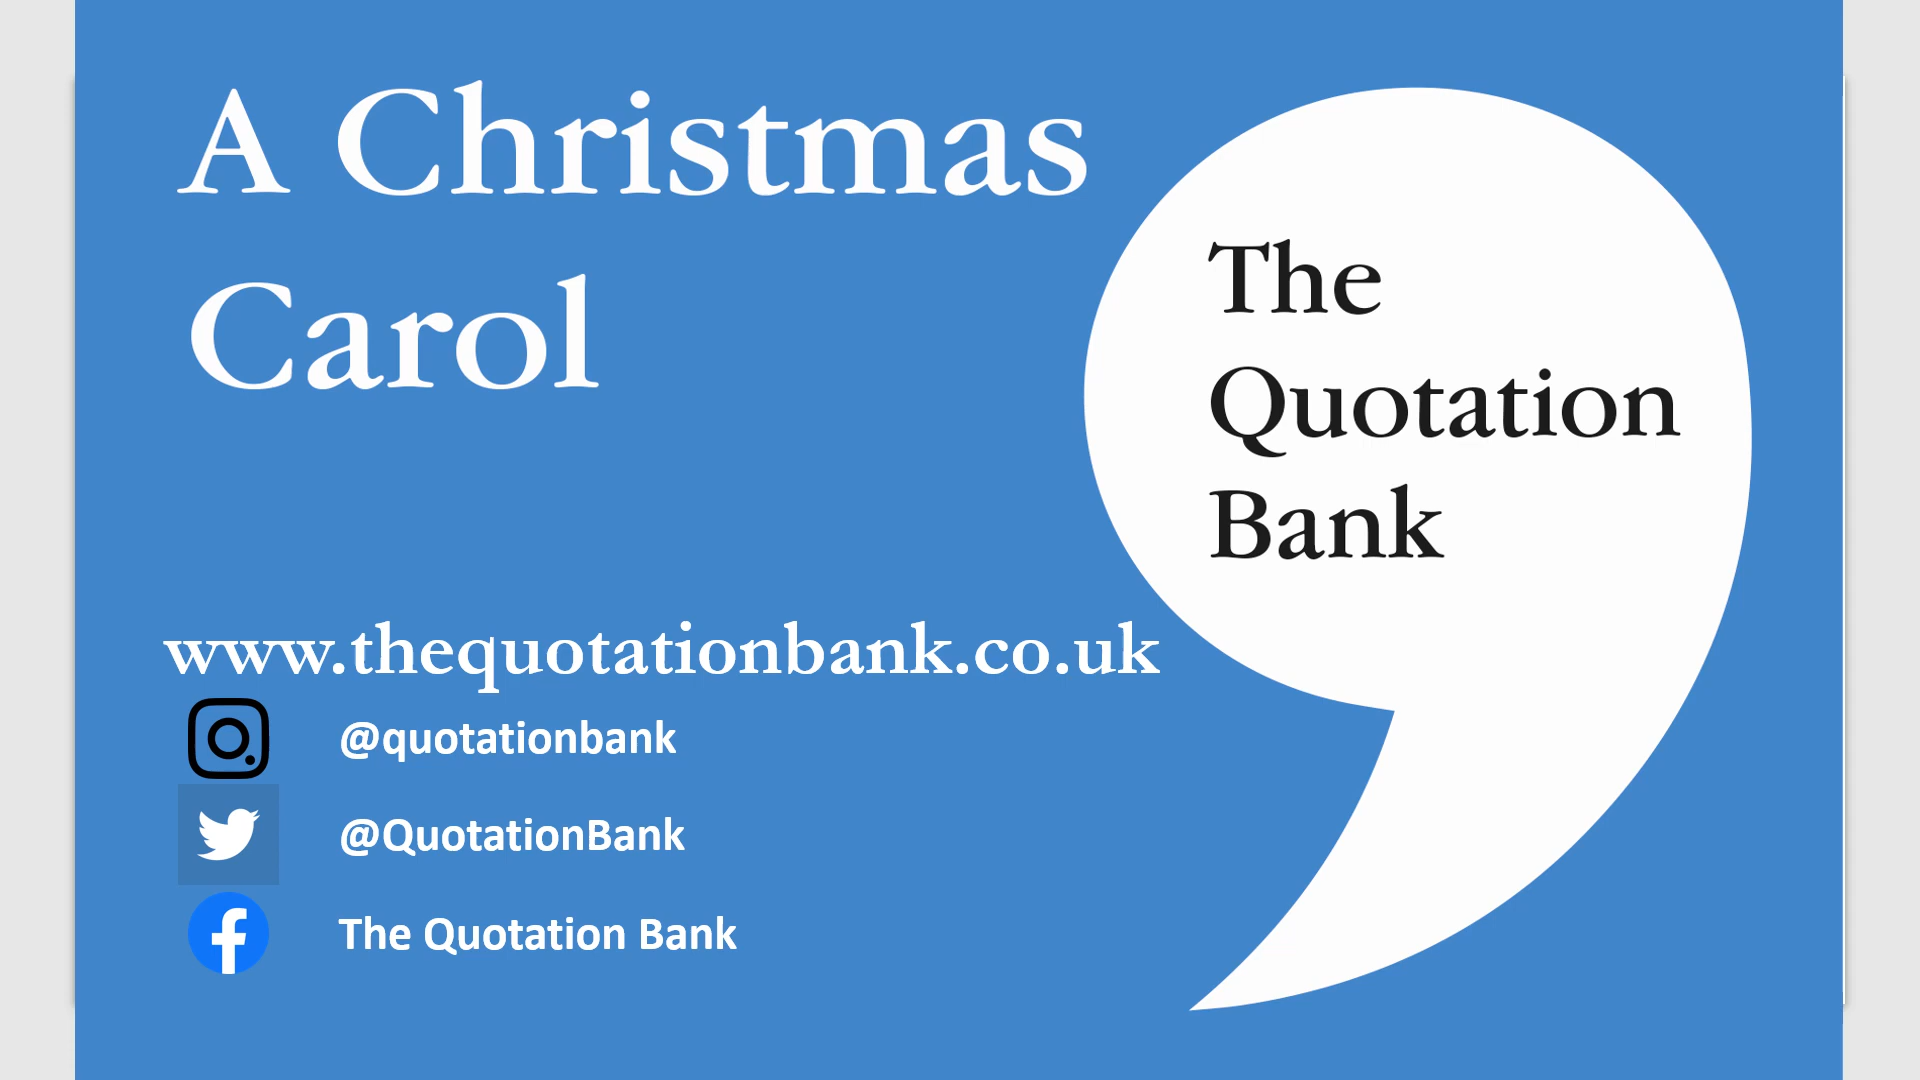 A Christmas
Carol
The
Quotation
Bank
www.thequotationbank.co.uk
@quotationbank
@QuotationBank
The Quotation Bank